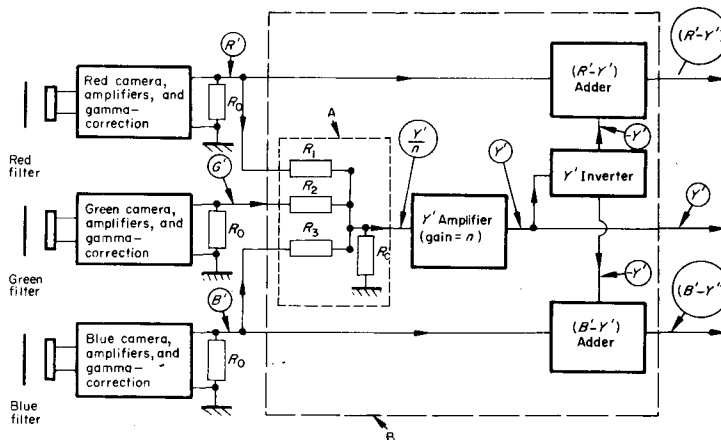 R'
(R'-Y')
Red camera,
amplifiers, and
gamma-
correction
R0
(R'-Y')
Adder
A
-Y'
Red
filter
R1
Y'
n
Y'
Y' Inverter
G'
R2
Green camera,
amplifiers, and
gamma-
correction
R0
R3
Y' Amplifier
(gain = n)
Y'
Rc
Green
filter
B'
-Y'
(B'-Y')
Blue camera,
amplifiers, and
gamma-
correction
R0
(B'-Y')
Adder
Blue
filter
B